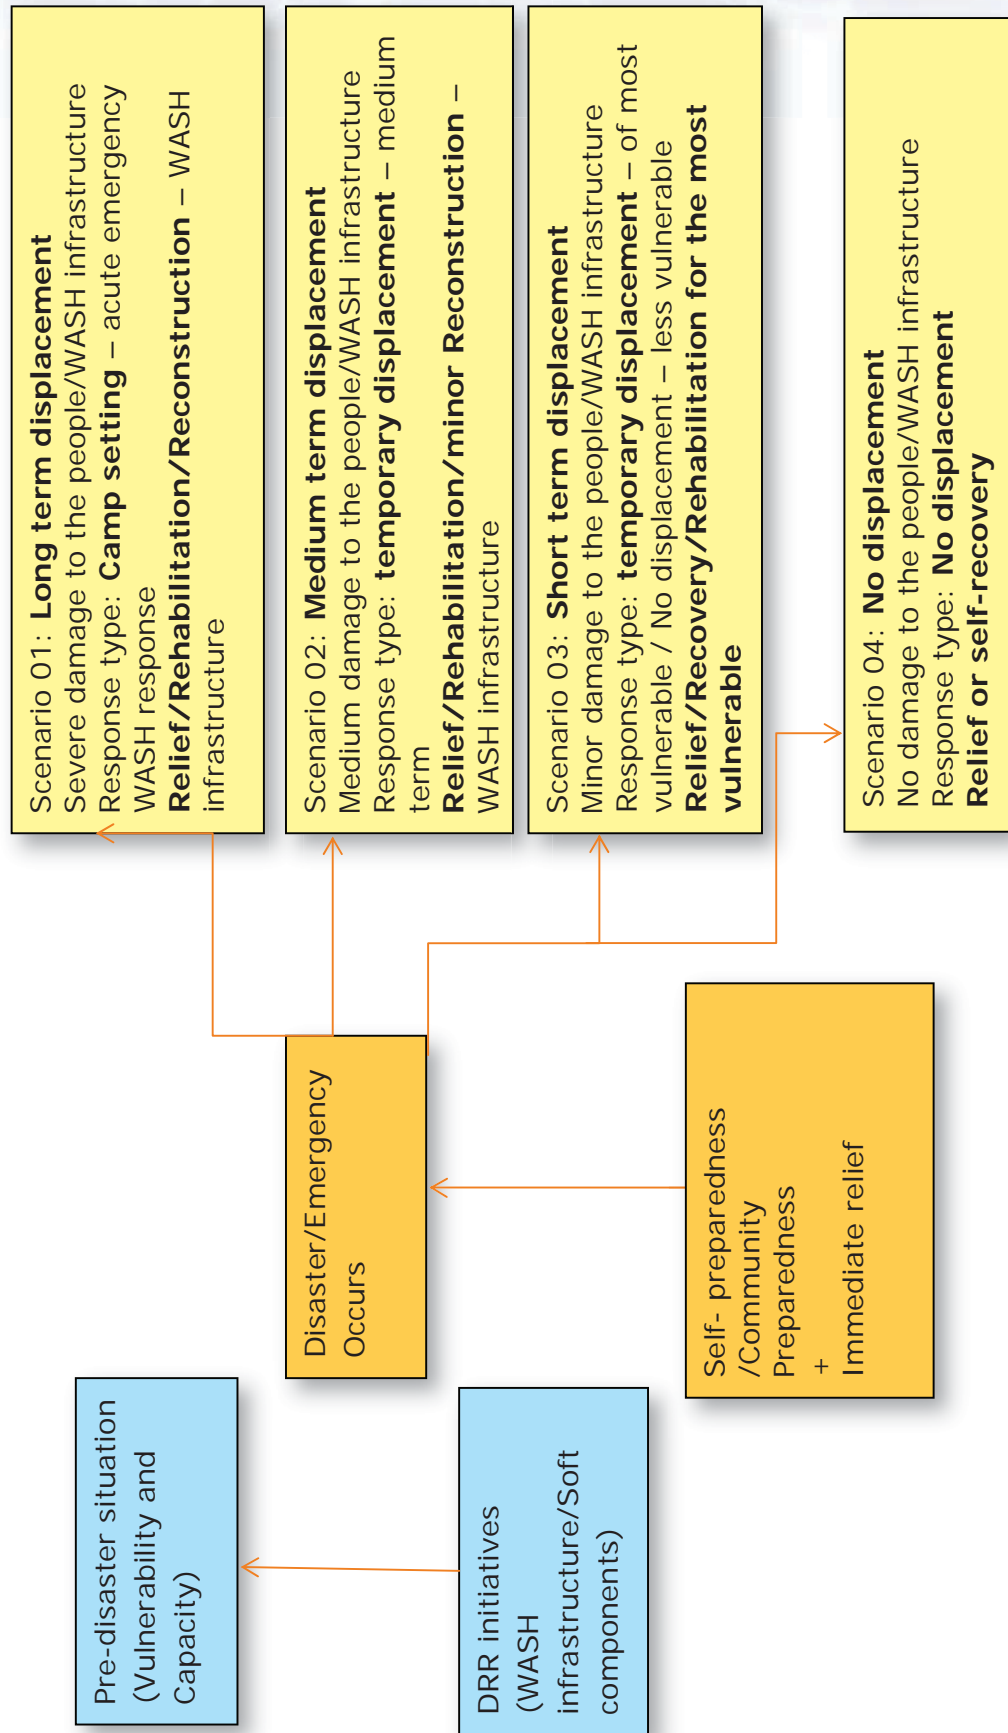 Pre-disaster situation
(Vulnerability and
Capacity)
DRR initiatives
(WASH
infrastructure/Soft
components)
Disaster/Emergency
Occurs
Self- preparedness
/Community
Preparedness
+
Immediate relief
Scenario 01: Long term displacement
Severe damage to the people/WASH infrastructure
Response type: Camp setting – acute emergency
WASH response
Relief/Rehabilitation/Reconstruction – WASH
infrastructure
Scenario 02: Medium term displacement
Medium damage to the people/WASH infrastructure
Response type: temporary displacement – medium
term
Relief/Rehabilitation/minor Reconstruction –
WASH infrastructure
Scenario 03: Short term displacement
Minor damage to the people/WASH infrastructure
Response type: temporary displacement – of most
vulnerable / No displacement – less vulnerable
Relief/Recovery/Rehabilitation for the most
vulnerable
Scenario 04: No displacement
No damage to the people/WASH infrastructure
Response type: No displacement
Relief or self-recovery